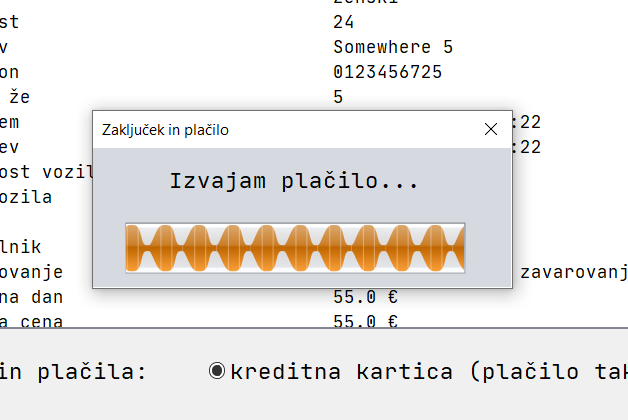 24
st
v Somewhere 5
on 0123456725
že 5
em :22
Zaključek in plačilo
ev :22
ost vozil
Izvajam plačilo...
ozila
lnik
ovanje zavarovanj
na dan 55.0 €
a cena 55.0 €
in plačila: kreditna kartica (plačilo tak